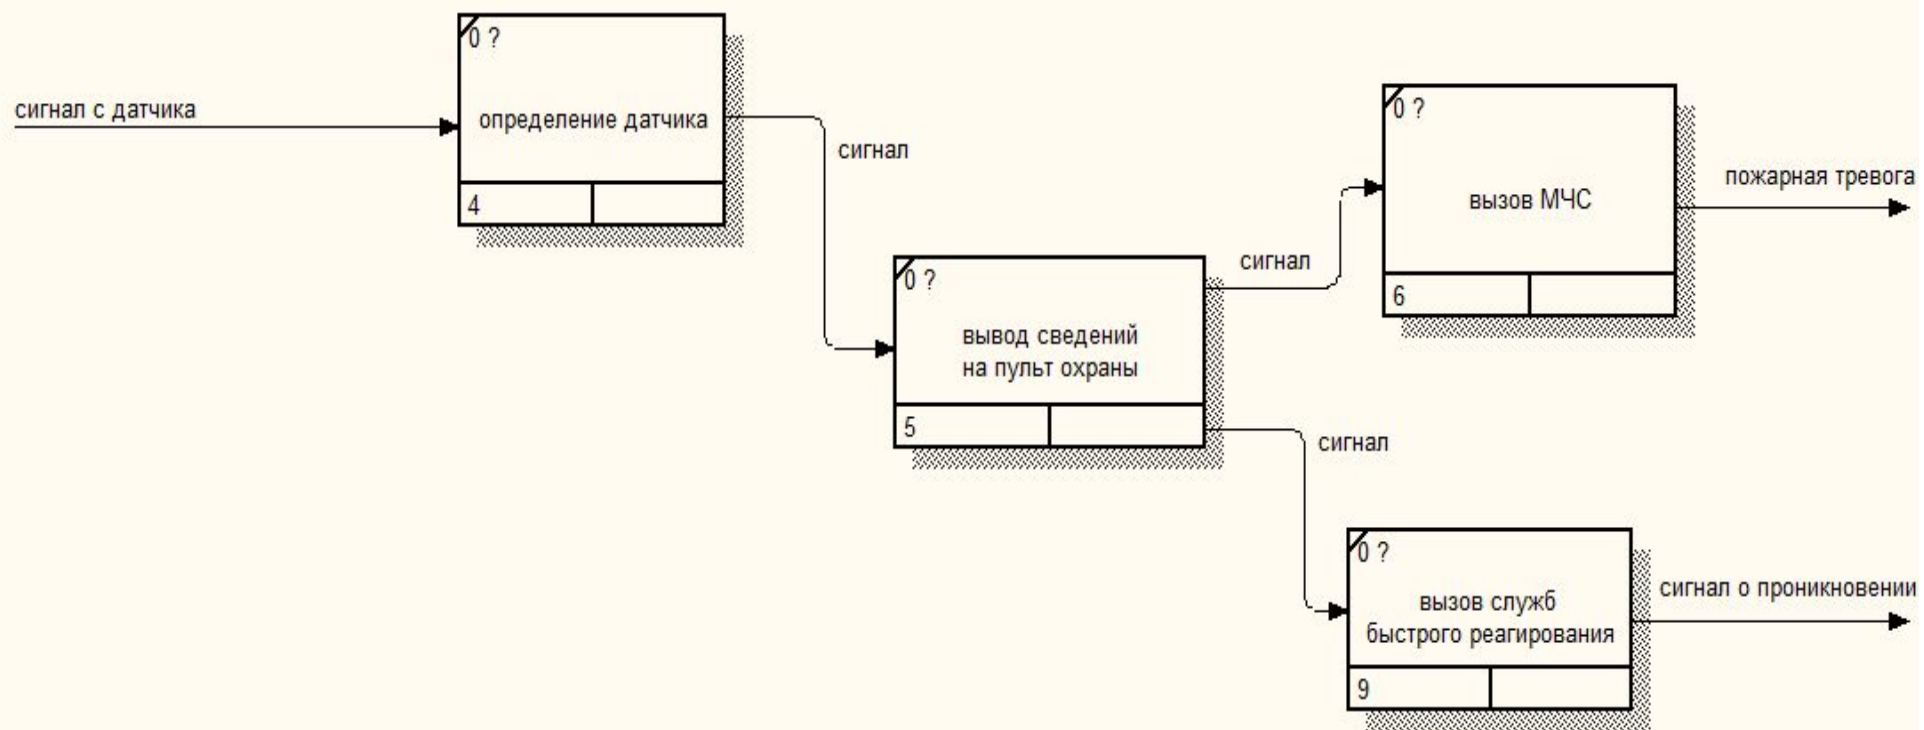 0 ?
сигнал с датчика
определение датчика
4
сигнал
0 ?
вывод сведений
на пульт охраны
5
сигнал
сигнал
0 ?
вызов МЧС
6
пожарная тревога
0 ?
вызов служб
быстрого реагирования
9
сигнал о проникновении